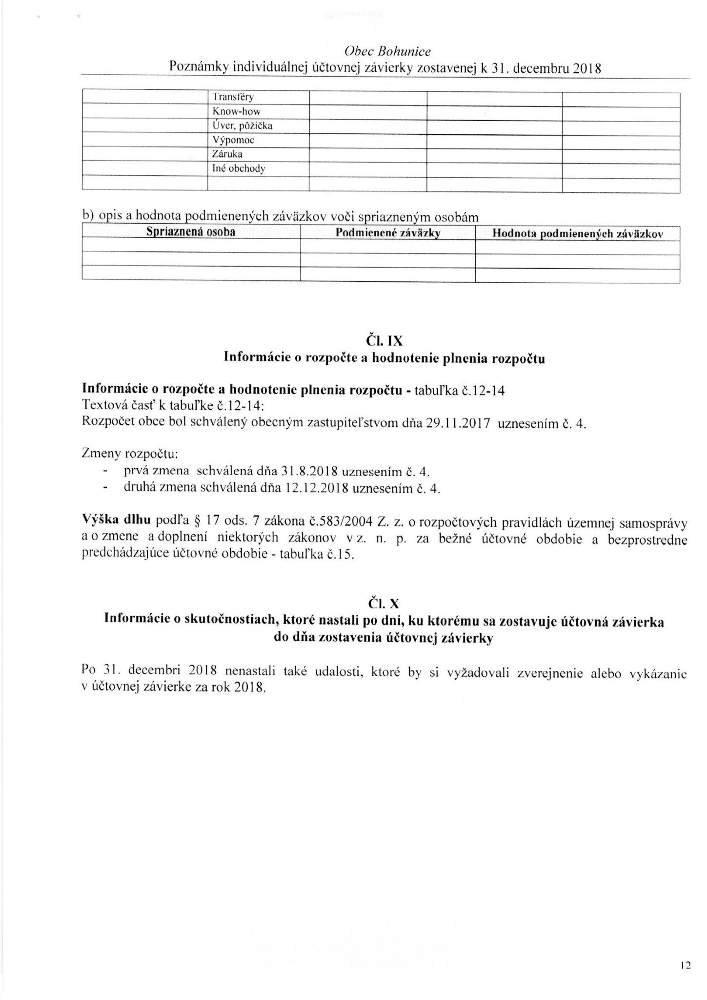 Obec Bohunice
Poznámky individuálnej účtovnej závierky zostavenej k 31. decembru 2018
Transféry
Know-how
Úver, pôžička
Výpomoc
Záruka
Iné obchody
b) opis a hodnota podmienených záväzkov voči spriazneným osobám
Spriaznená osoba Podmienené záväzky Hodnota podmienených záväzkov
Čl. IX
Informácie o rozpočte a hodnotenie plnenia rozpočtu
Informácie o rozpočte a hodnotenie plnenia rozpočtu - tabuľka č.12-14
Textová časť k tabuľke č.12-14:
Rozpočet obce bol schválený obecným zastupiteľstvom dňa 29.11.2017 uznesením č. 4.
Zmeny rozpočtu:
- prvá zmena schválená dňa 31.8.2018 uznesením č. 4.
- druhá zmena schválená dňa 12.12.2018 uznesením č. 4.
Výška dlhu podľa § 17 ods. 7 zákona č.583/2004 Z. z. o rozpočtových pravidlách územnej samosprávy
a o zmene a doplnení niektorých zákonov v z. n. p. za bežné účtovné obdobie a bezprostredne
predchádzajúce účtovné obdobie - tabuľka č.15.
Čl. X
Informácie o skutočnostiach, ktoré nastali po dni, ku ktorému sa zostavuje účtovná závierka
do dňa zostavenia účtovnej závierky
Po 31. decembri 2018 nenastali také udalosti, ktoré by si vyžadovali zverejnenie alebo vykázanie
v účtovnej závierke za rok 2018.
12